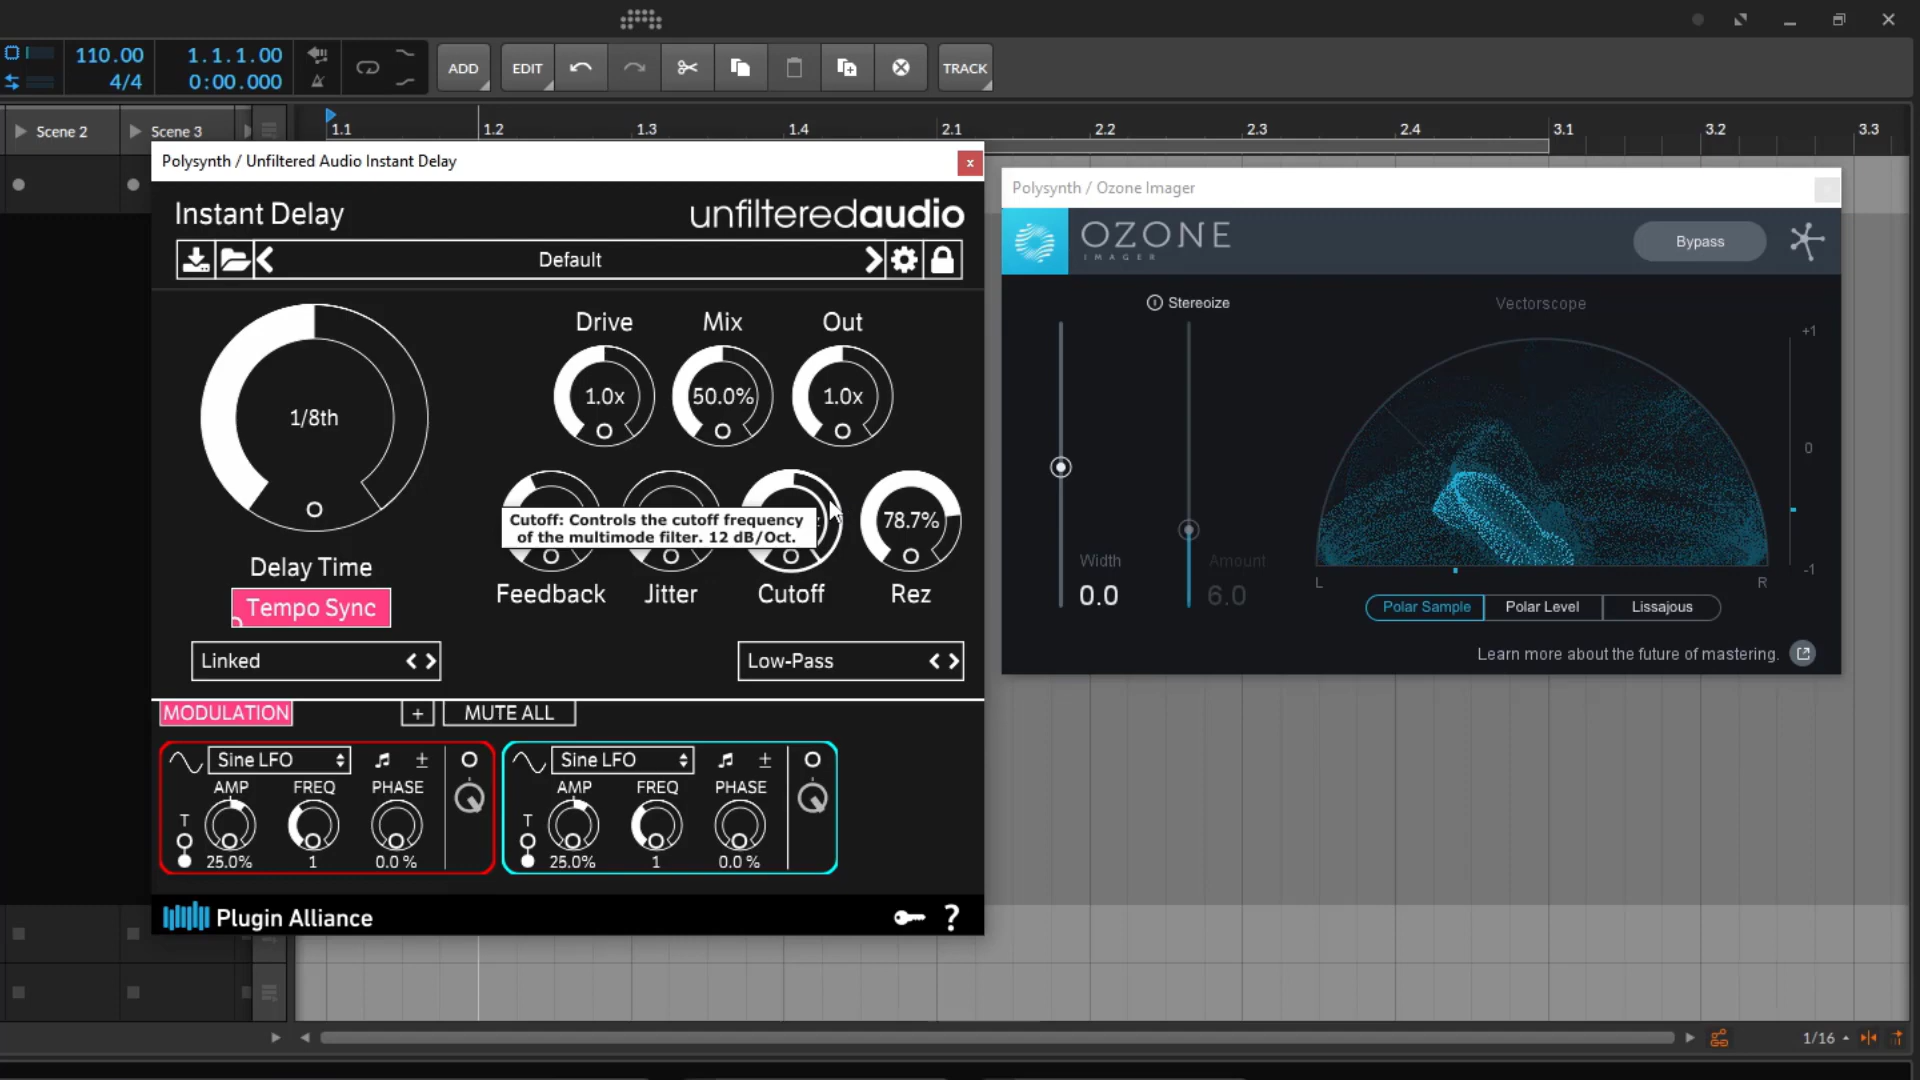 110.00
4/4
1.1.1.00
0:00.000
ADD
EDIT
TRACK
Scene 2
Scene 3
1.1
1.2
1.3
1.4
2.1
2.2
2.3
2.4
3.1
3.2
3.3
Polysynth / Unfiltered Audio Instant Delay
x
Instant Delay
unfilteredaudio
Default
Drive
Mix
Out
1/8th
1.0x
50.0%
1.0x
Cutoff: Controls the cutoff frequency
of the multimode filter. 12 dB/Oct.
78.7%
Delay Time
Feedback
Jitter
Cutoff
Rez
Tempo Sync
Linked
Low-Pass
MODULATION
+
MUTE ALL
Sine LFO
±
AMP
FREQ
PHASE
T
25.0%
1
0.0 %
Sine LFO
±
AMP
FREQ
PHASE
T
25.0%
1
0.0 %
Plugin Alliance
?
Polysynth / Ozone Imager
OZONE
IMAGER
Bypass
Stereoize
Vectorscope
+1
0
-1
Width
0.0
Amount
6.0
L
R
Polar Sample
Polar Level
Lissajous
Learn more about the future of mastering.
1/16